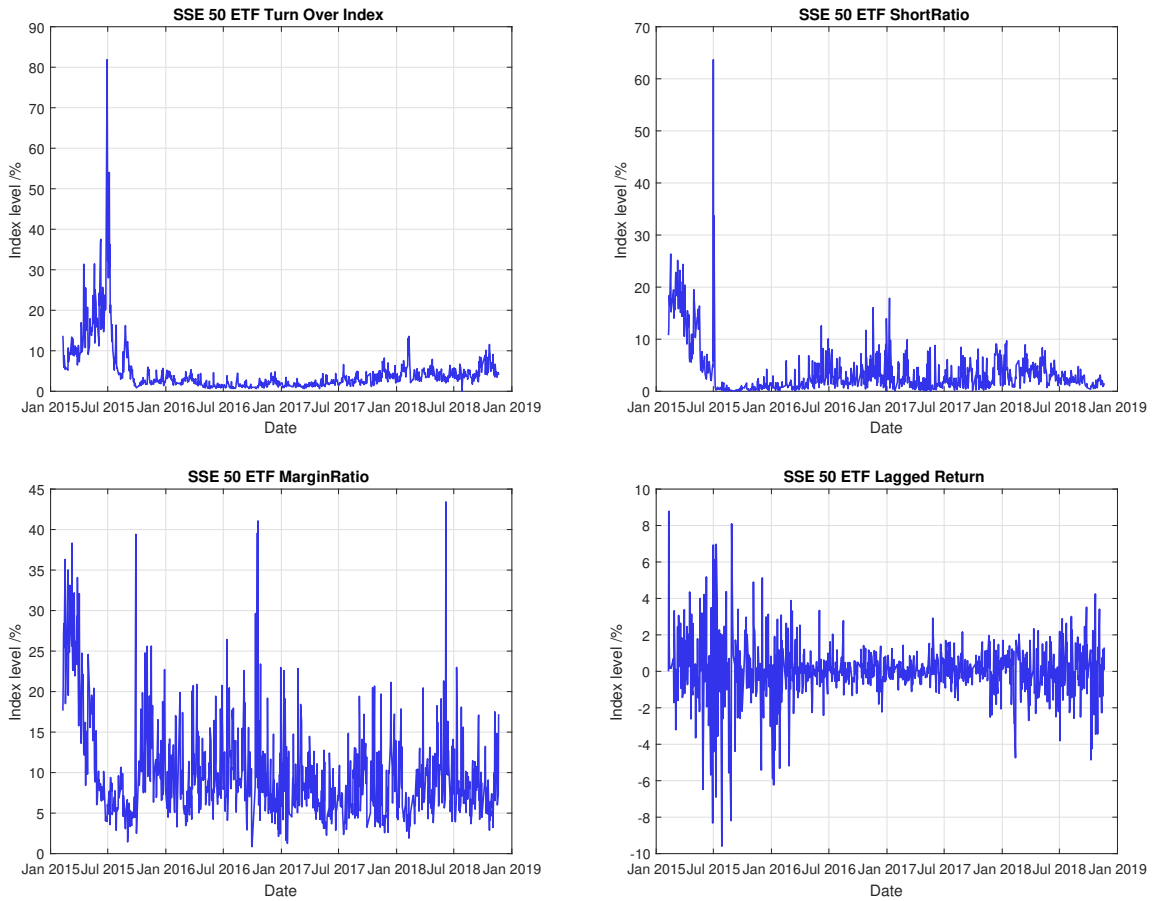 SSE 50 ETF Turn Over Index
90
80
70
60
50
40
30
20
10
0
Index level /%
Jan 2015 Jul 2015 Jan 2016 Jul 2016 Jan 2017 Jul 2017 Jan 2018 Jul 2018 Jan 2019
Date
SSE 50 ETF ShortRatio
70
60
50
40
30
20
10
0
Index level /%
Jan 2015 Jul 2015 Jan 2016 Jul 2016 Jan 2017 Jul 2017 Jan 2018 Jul 2018 Jan 2019
Date
SSE 50 ETF MarginRatio
45
40
35
30
25
20
15
10
5
0
Index level /%
Jan 2015 Jul 2015 Jan 2016 Jul 2016 Jan 2017 Jul 2017 Jan 2018 Jul 2018 Jan 2019
Date
SSE 50 ETF Lagged Return
10
8
6
4
2
0
-2
-4
-6
-8
-10
Index level /%
Jan 2015 Jul 2015 Jan 2016 Jul 2016 Jan 2017 Jul 2017 Jan 2018 Jul 2018 Jan 2019
Date